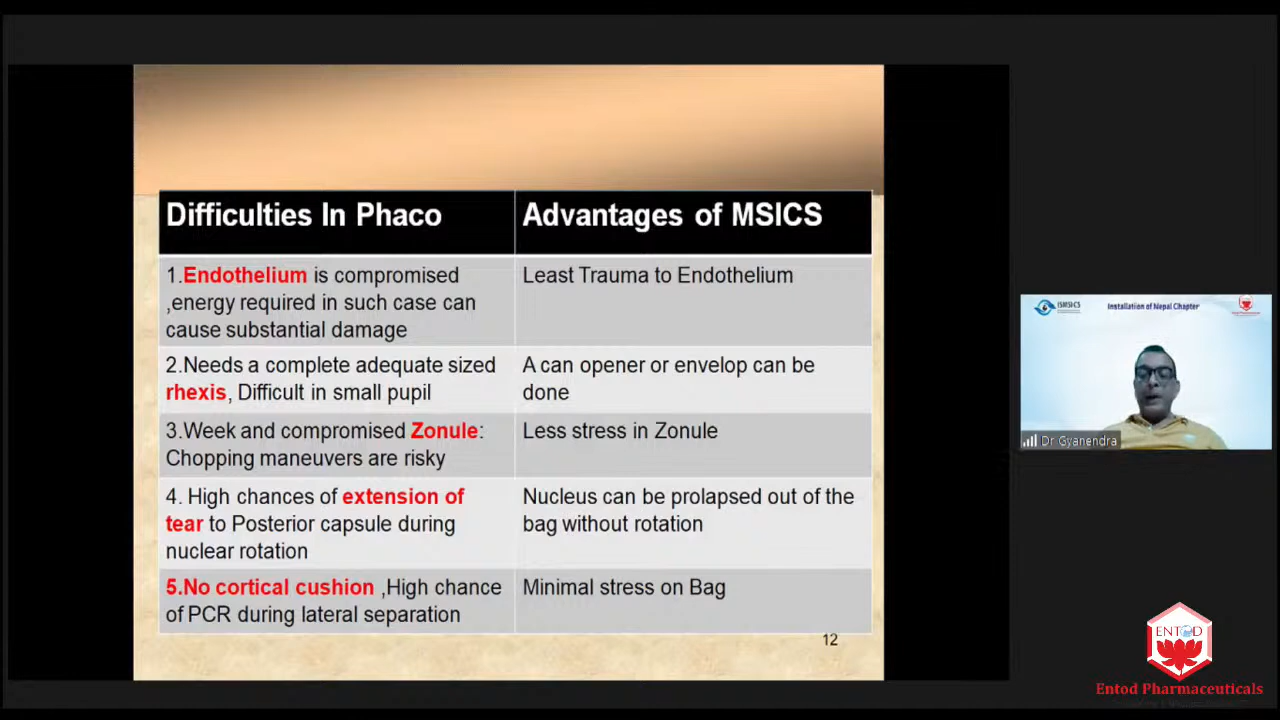 Difficulties In Phaco
Advantages of MSICS
1.Endothelium is compromised
,energy required in such case can
cause substantial damage
Least Trauma to Endothelium
2.Needs a complete adequate sized
rhexis, Difficult in small pupil
A can opener or envelop can be
done
3.Week and compromised Zonule:
Chopping maneuvers are risky
Less stress in Zonule
4. High chances of extension of
tear to Posterior capsule during
nuclear rotation
Nucleus can be prolapsed out of the
bag without rotation
5.No cortical cushion ,High chance
of PCR during lateral separation
Minimal stress on Bag
12
ISMSICS
Installation of Nepal Chapter
Dr Gyanendra
ENTOD
Entod Pharmaceuticals